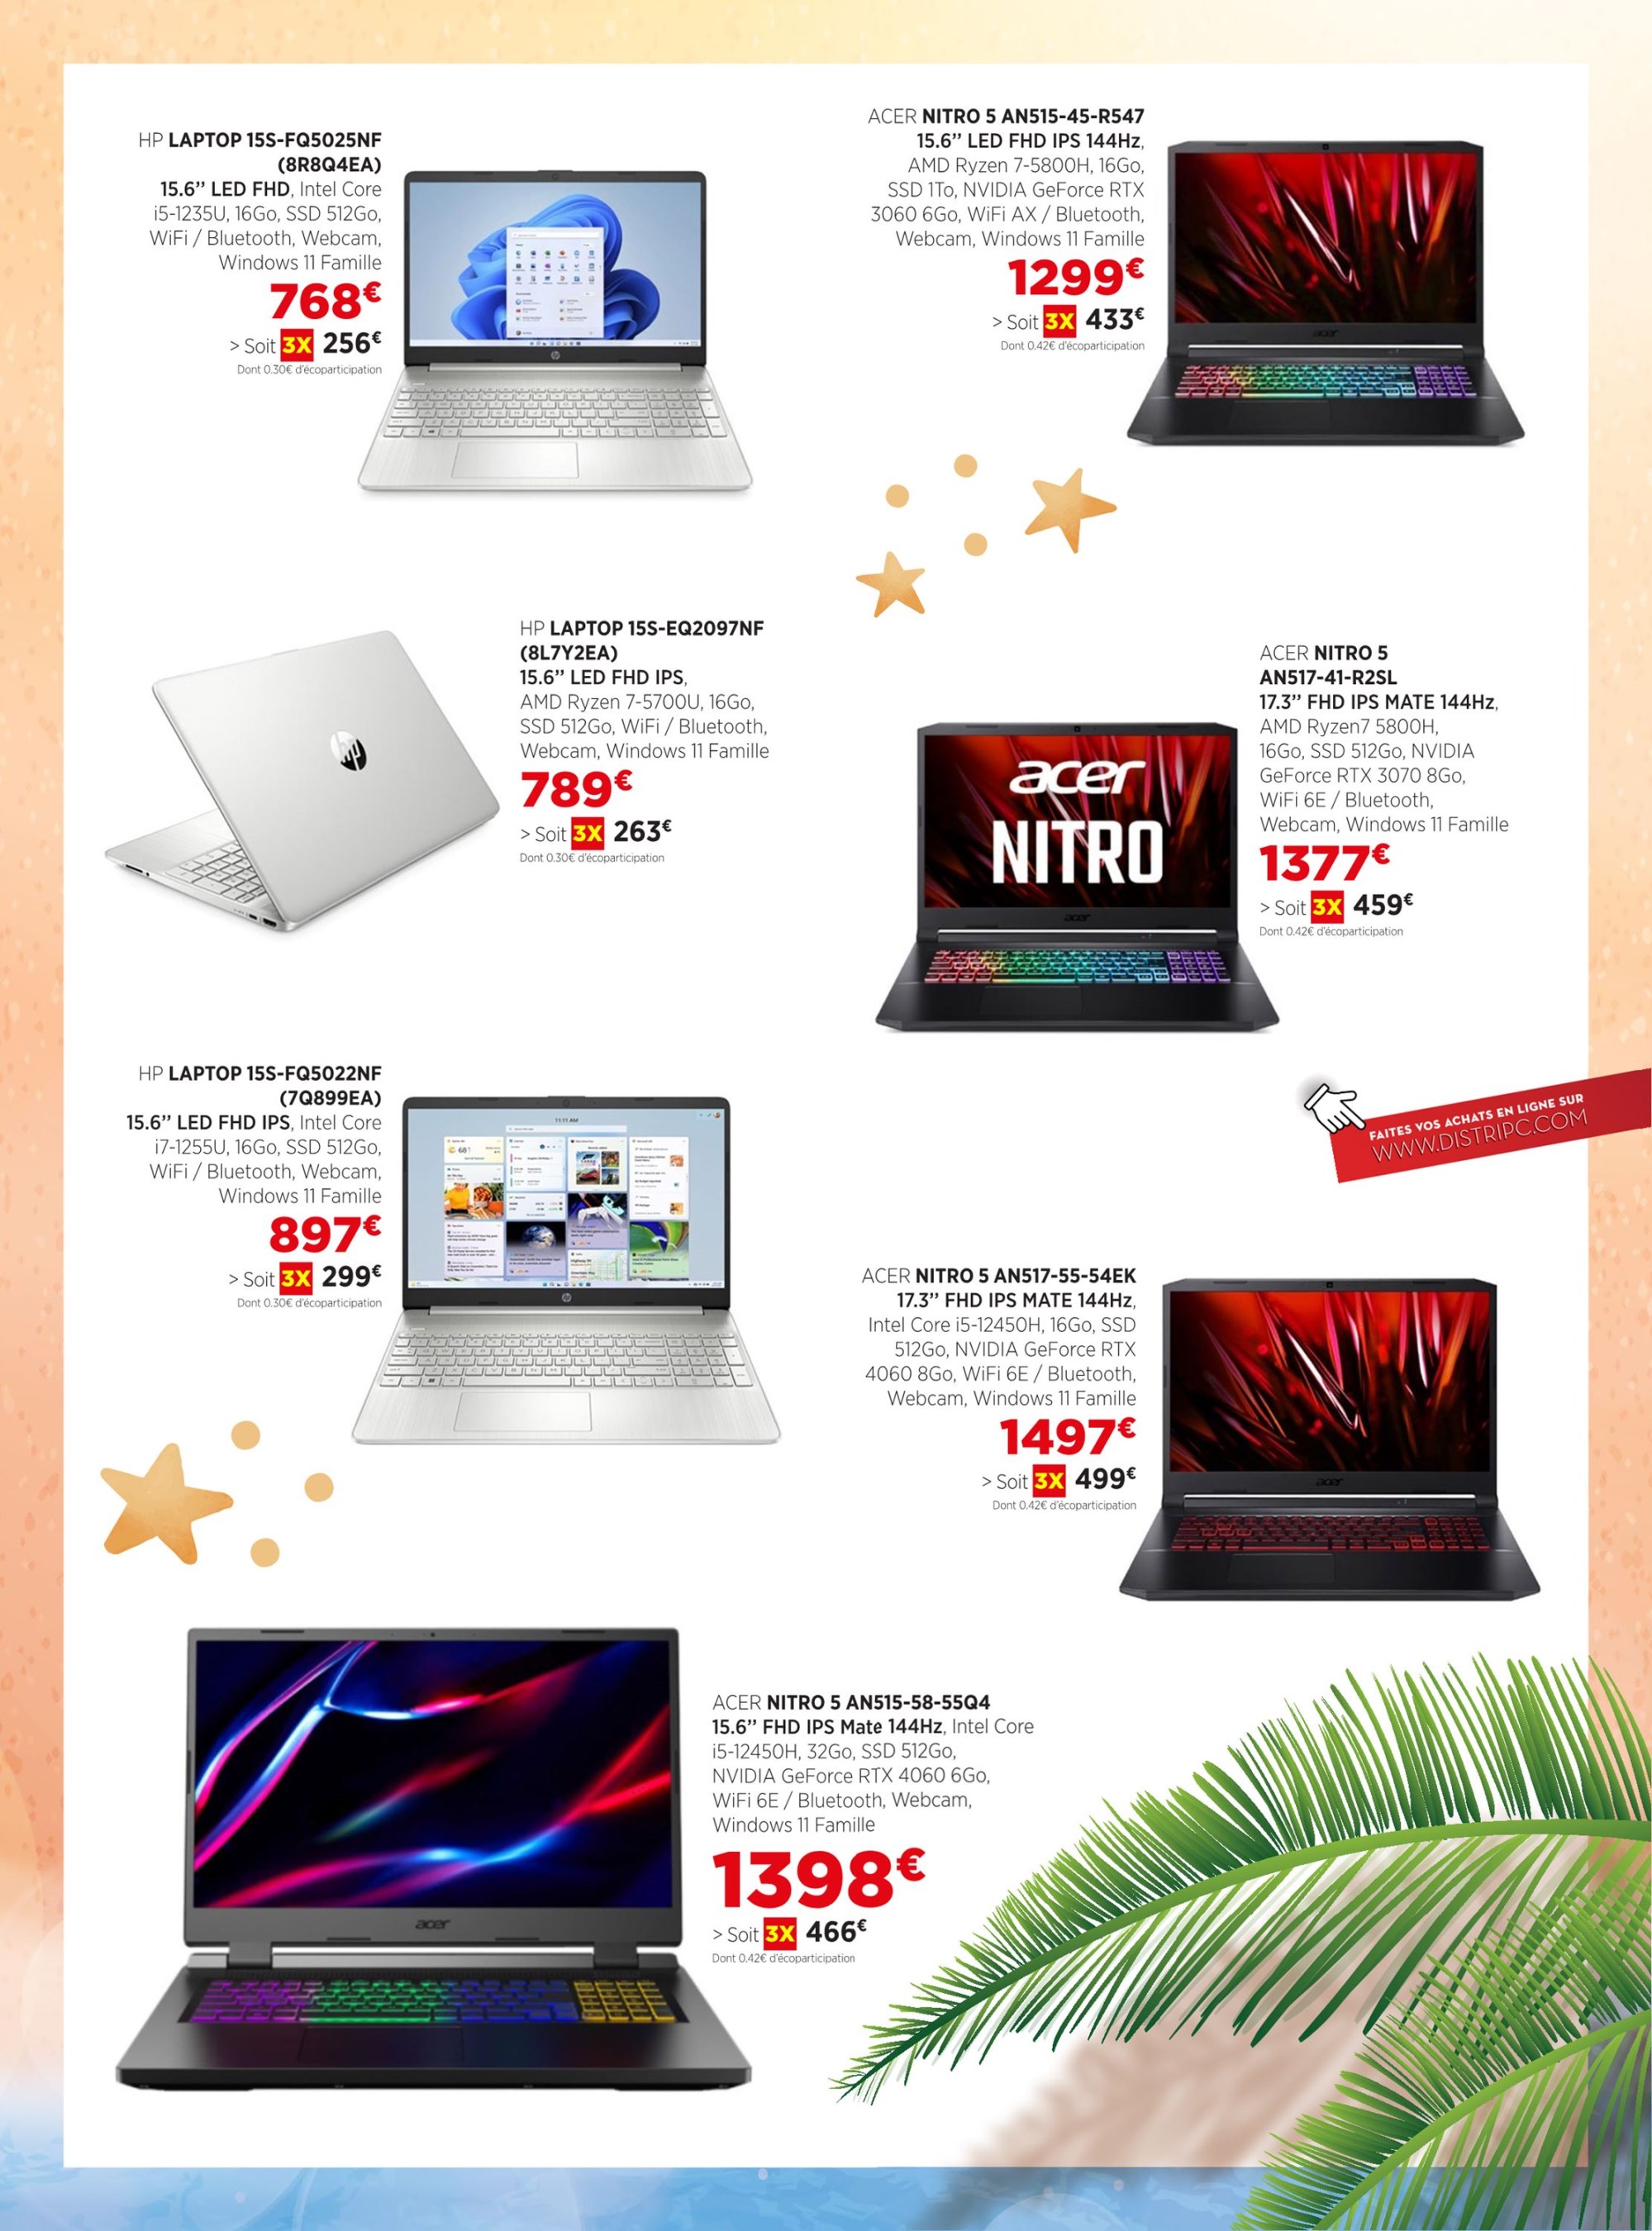 HP LAPTOP 15S-FQ5025NF
(8R8Q4EA)
15.6’’ LED FHD, Intel Core
i5-1235U, 16Go, SSD 512Go,
WiFi / Bluetooth, Webcam,
Windows 11 Famille
768€
> Soit 3X 256€
Dont 0.30€ d'écoparticipation
ACER NITRO 5 AN515-45-R547
15.6’’ LED FHD IPS 144Hz,
AMD Ryzen 7-5800H, 16Go,
SSD 1To, NVIDIA GeForce RTX
3060 6Go, WiFi AX / Bluetooth,
Webcam, Windows 11 Famille
1299€
> Soit 3X 433€
Dont 0.42€ d'écoparticipation
acer
hp
HP LAPTOP 15S-EQ2097NF
(8L7Y2EA)
15.6’’ LED FHD IPS,
AMD Ryzen 7-5700U, 16Go,
SSD 512Go, WiFi / Bluetooth,
Webcam, Windows 11 Famille
789€
> Soit 3X 263€
Dont 0.30€ d'écoparticipation
acer
NITRO
acer
ACER NITRO 5
AN517-41-R2SL
17.3’’ FHD IPS MATE 144Hz,
AMD Ryzen7 5800H,
16Go, SSD 512Go, NVIDIA
GeForce RTX 3070 8Go,
WiFi 6E / Bluetooth,
Webcam, Windows 11 Famille
1377€
> Soit 3X 459€
Dont 0.42€ d'écoparticipation
HP LAPTOP 15S-FQ5022NF
(7Q899EA)
15.6’’ LED FHD IPS, Intel Core
i7-1255U, 16Go, SSD 512Go,
WiFi / Bluetooth, Webcam,
Windows 11 Famille
897€
> Soit 3X 299€
Dont 0.30€ d'écoparticipation
11:11 AM
FAITES VOS ACHATS EN LIGNE SUR
WWW.DISTRIPC.COM
ACER NITRO 5 AN517-55-54EK
17.3’’ FHD IPS MATE 144Hz,
Intel Core i5-12450H, 16Go, SSD
512Go, NVIDIA GeForce RTX
4060 8Go, WiFi 6E / Bluetooth,
Webcam, Windows 11 Famille
1497€
> Soit 3X 499€
Dont 0.42€ d'écoparticipation
acer
acer
ACER NITRO 5 AN515-58-55Q4
15.6’’ FHD IPS Mate 144Hz, Intel Core
i5-12450H, 32Go, SSD 512Go,
NVIDIA GeForce RTX 4060 6Go,
WiFi 6E / Bluetooth, Webcam,
Windows 11 Famille
1398€
> Soit 3X 466€
Dont 0.42€ d'écoparticipation